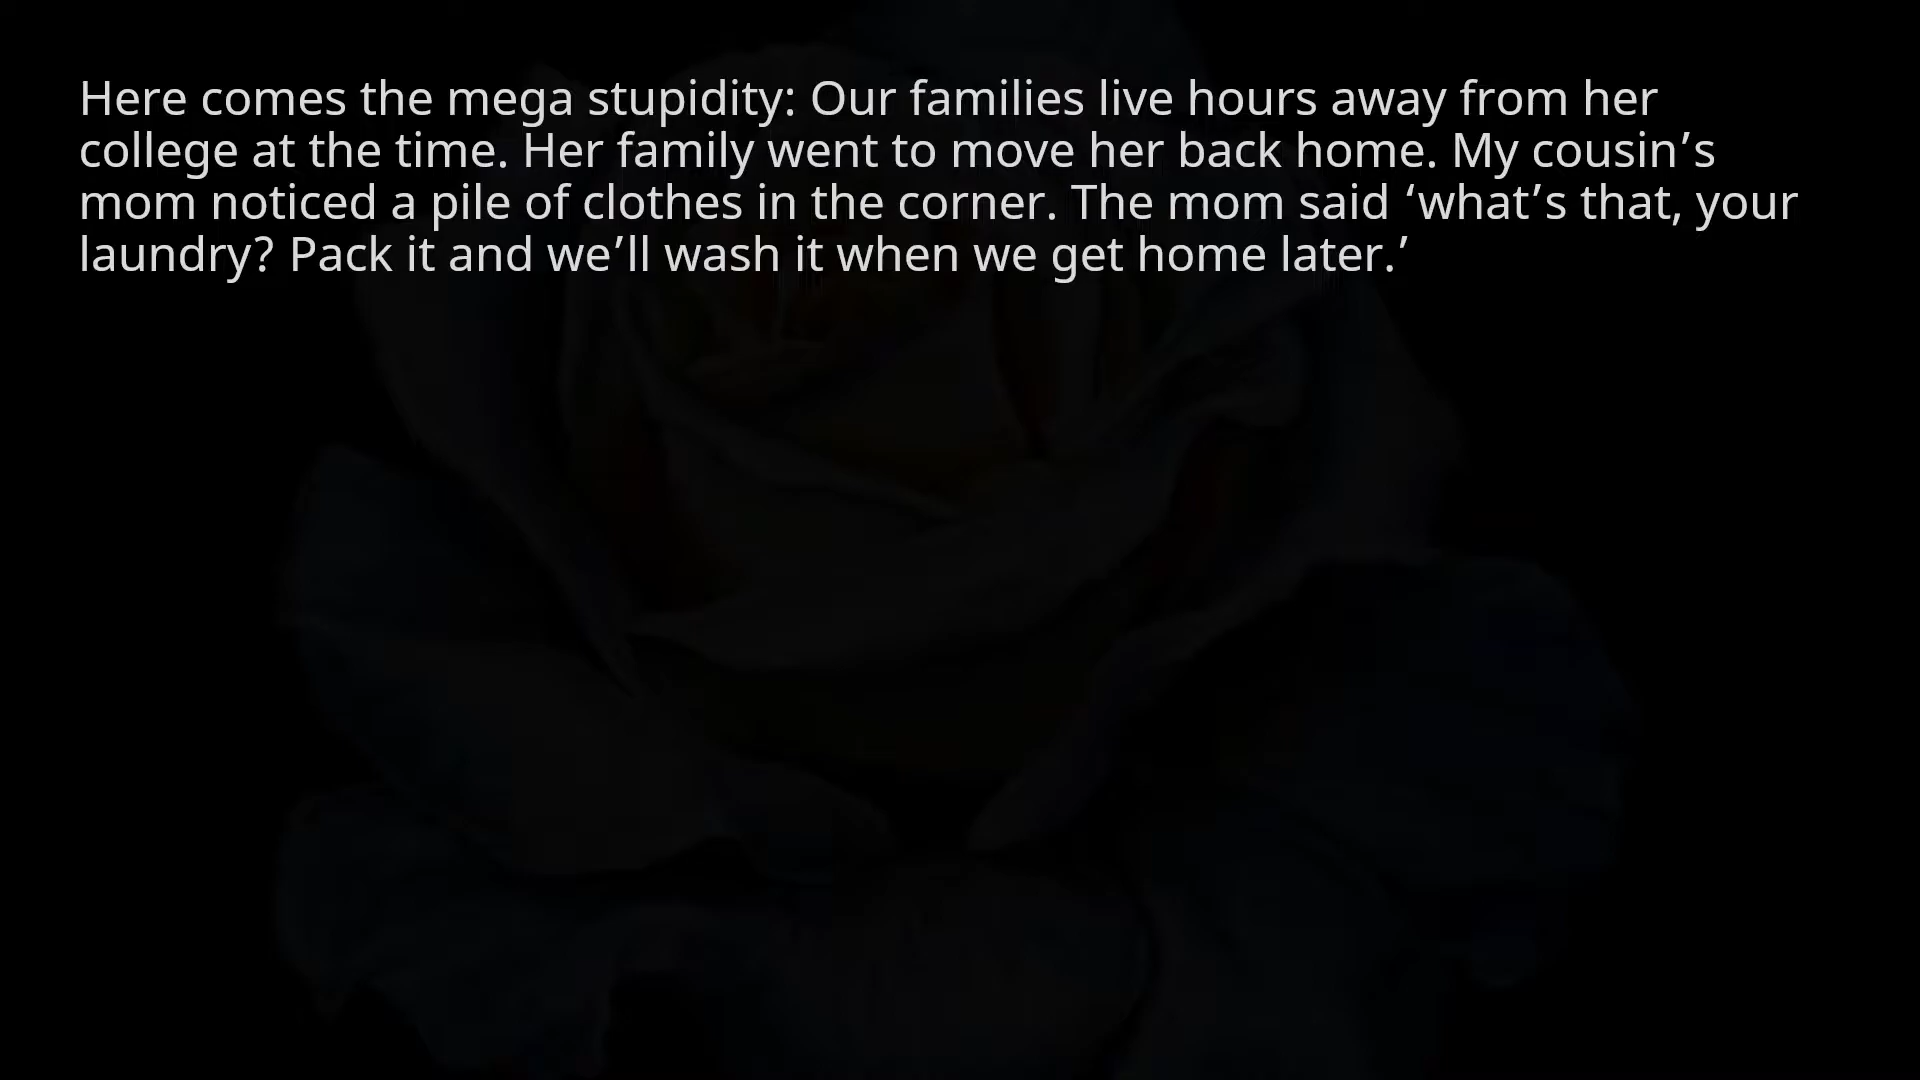 Here comes the mega stupidity: Our families live hours away from her
college at the time. Her family went to move her back home. My cousin’s
mom noticed a pile of clothes in the corner. The mom said ‘what’s that, your
laundry? Pack it and we’ll wash it when we get home later.’